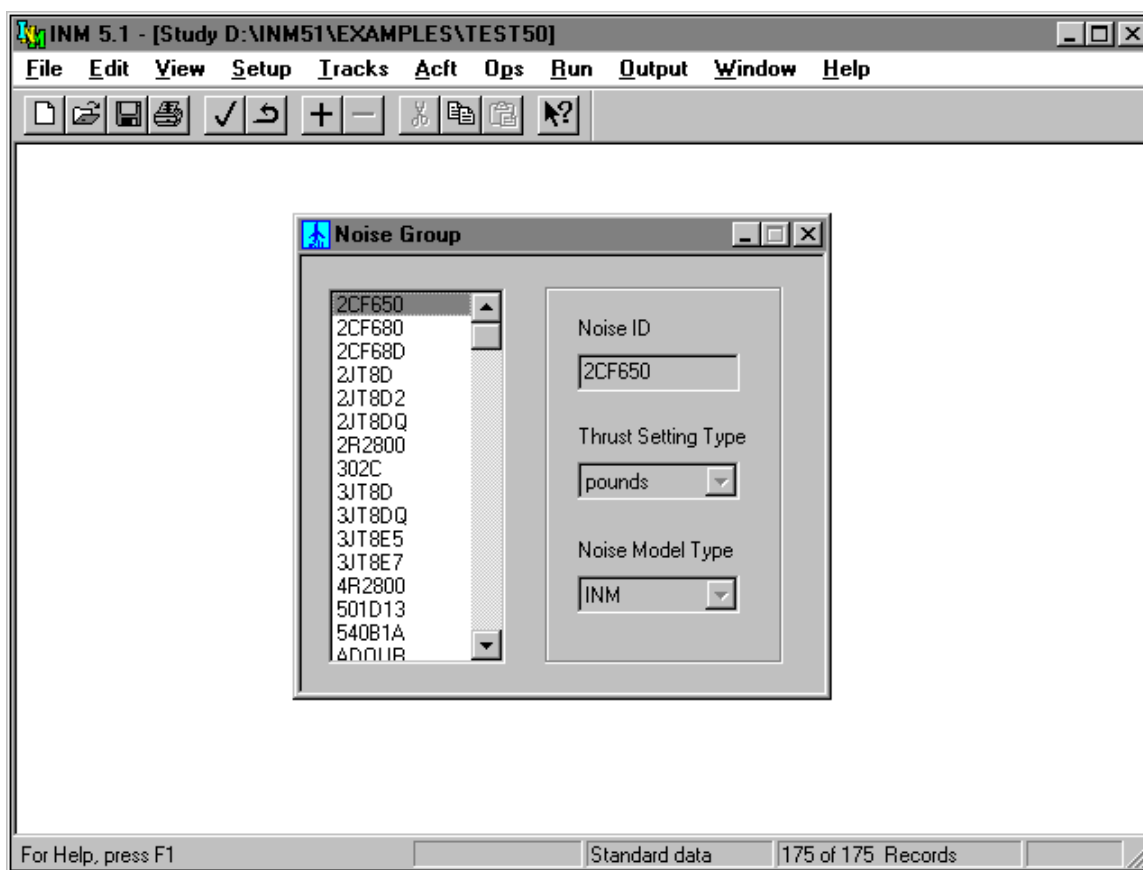 INM 5.1 - [Study D:\INM51\EXAMPLES\TEST50]
File Edit View Setup Tracks Acft Ops Run Output Window Help
Noise Group
2CF650
2CF680
2CF68D
2JT8D
2JT8D2
2JT8DQ
2R2800
302C
3JT8D
3JT8DQ
3JT8E5
3JT8E7
4R2800
501D13
540B1A
Noise ID
2CF650
Thrust Setting Type
pounds
Noise Model Type
INM
For Help, press F1
Standard data
175 of 175 Records